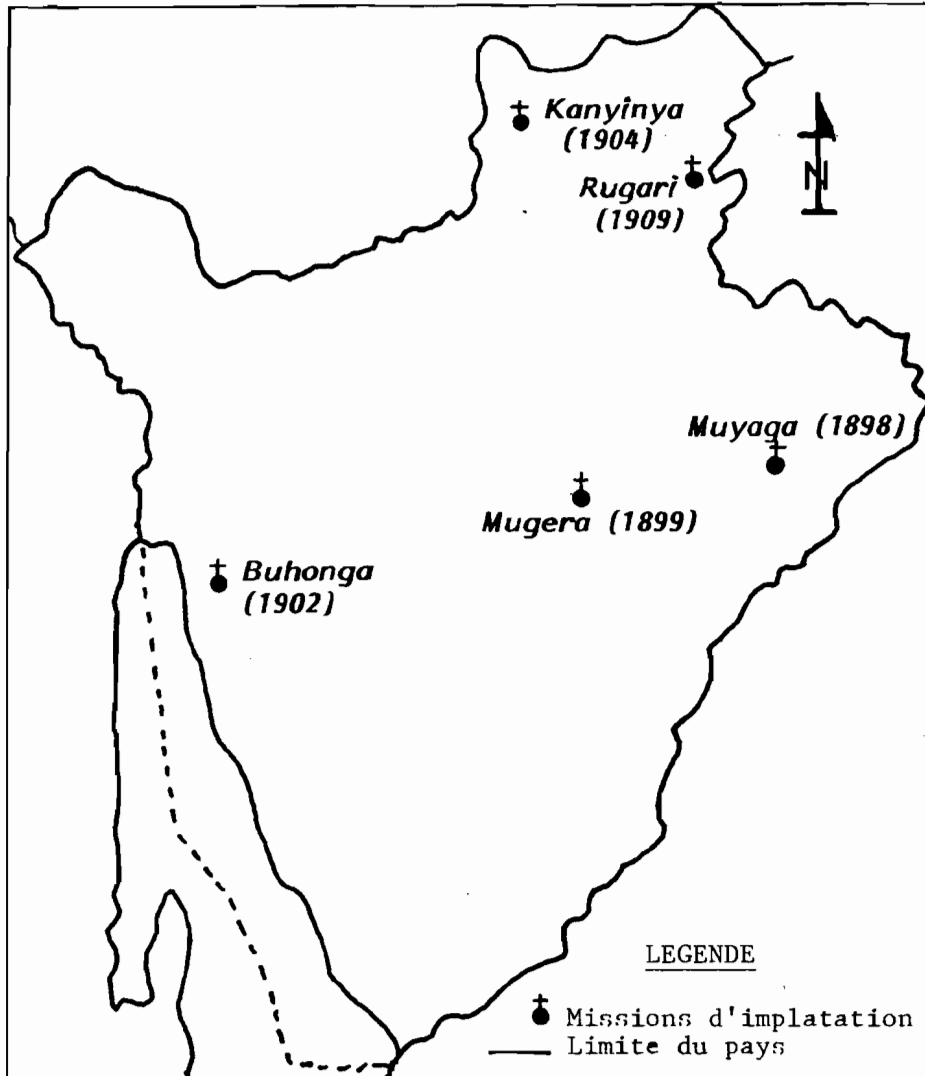 Kanyinya
(1904)
N
Rugari
(1909)
Muyaga (1898)
Mugera (1899)
Buhonga
(1902)
LEGENDE
Missions d'implatation
Limite du pays